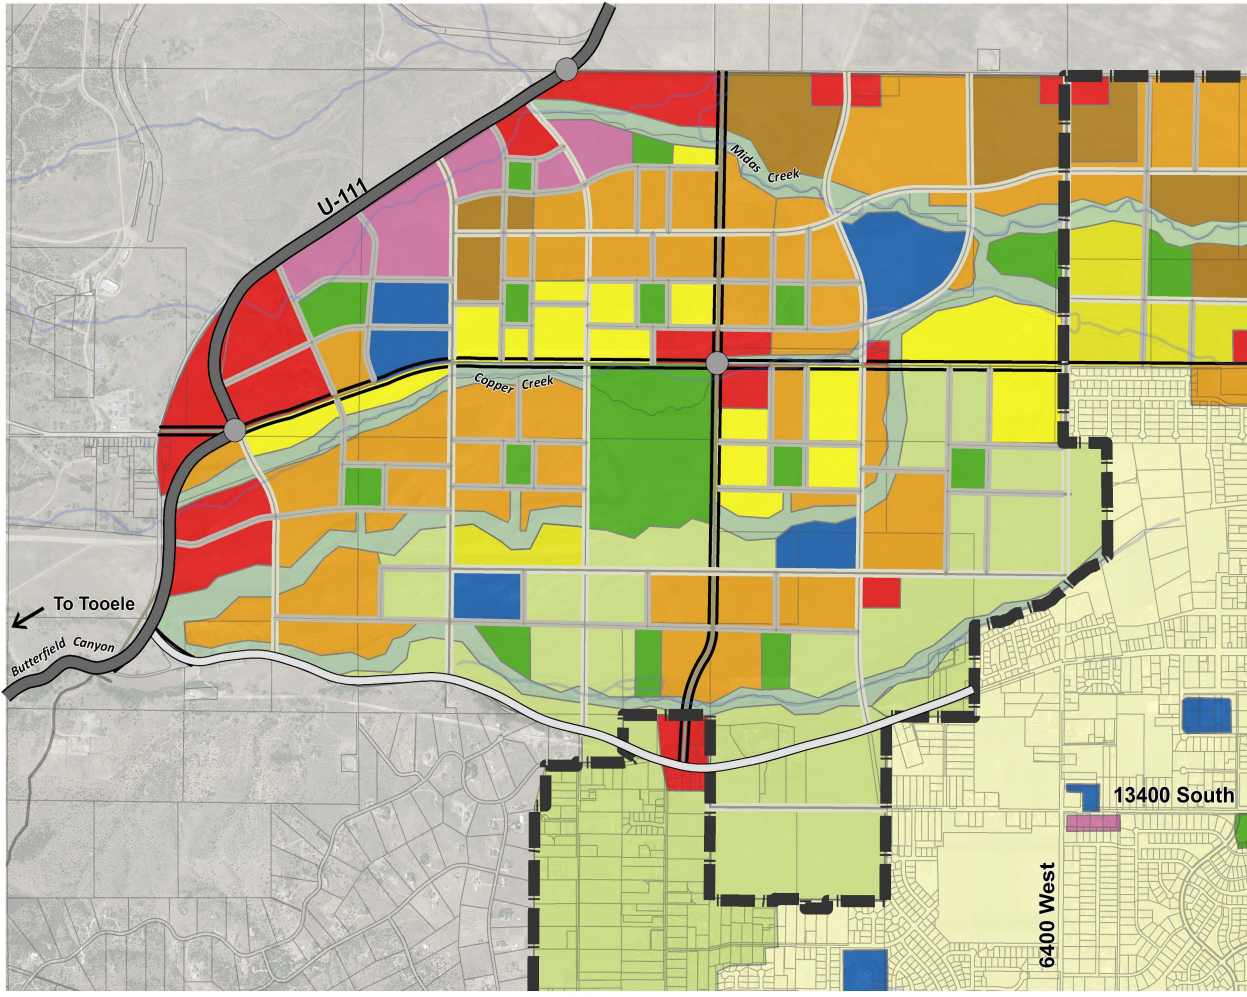 Midas Creek
U-111
Copper Creek
To Tooele
Butterfield Canyon
13400 South
6400 West